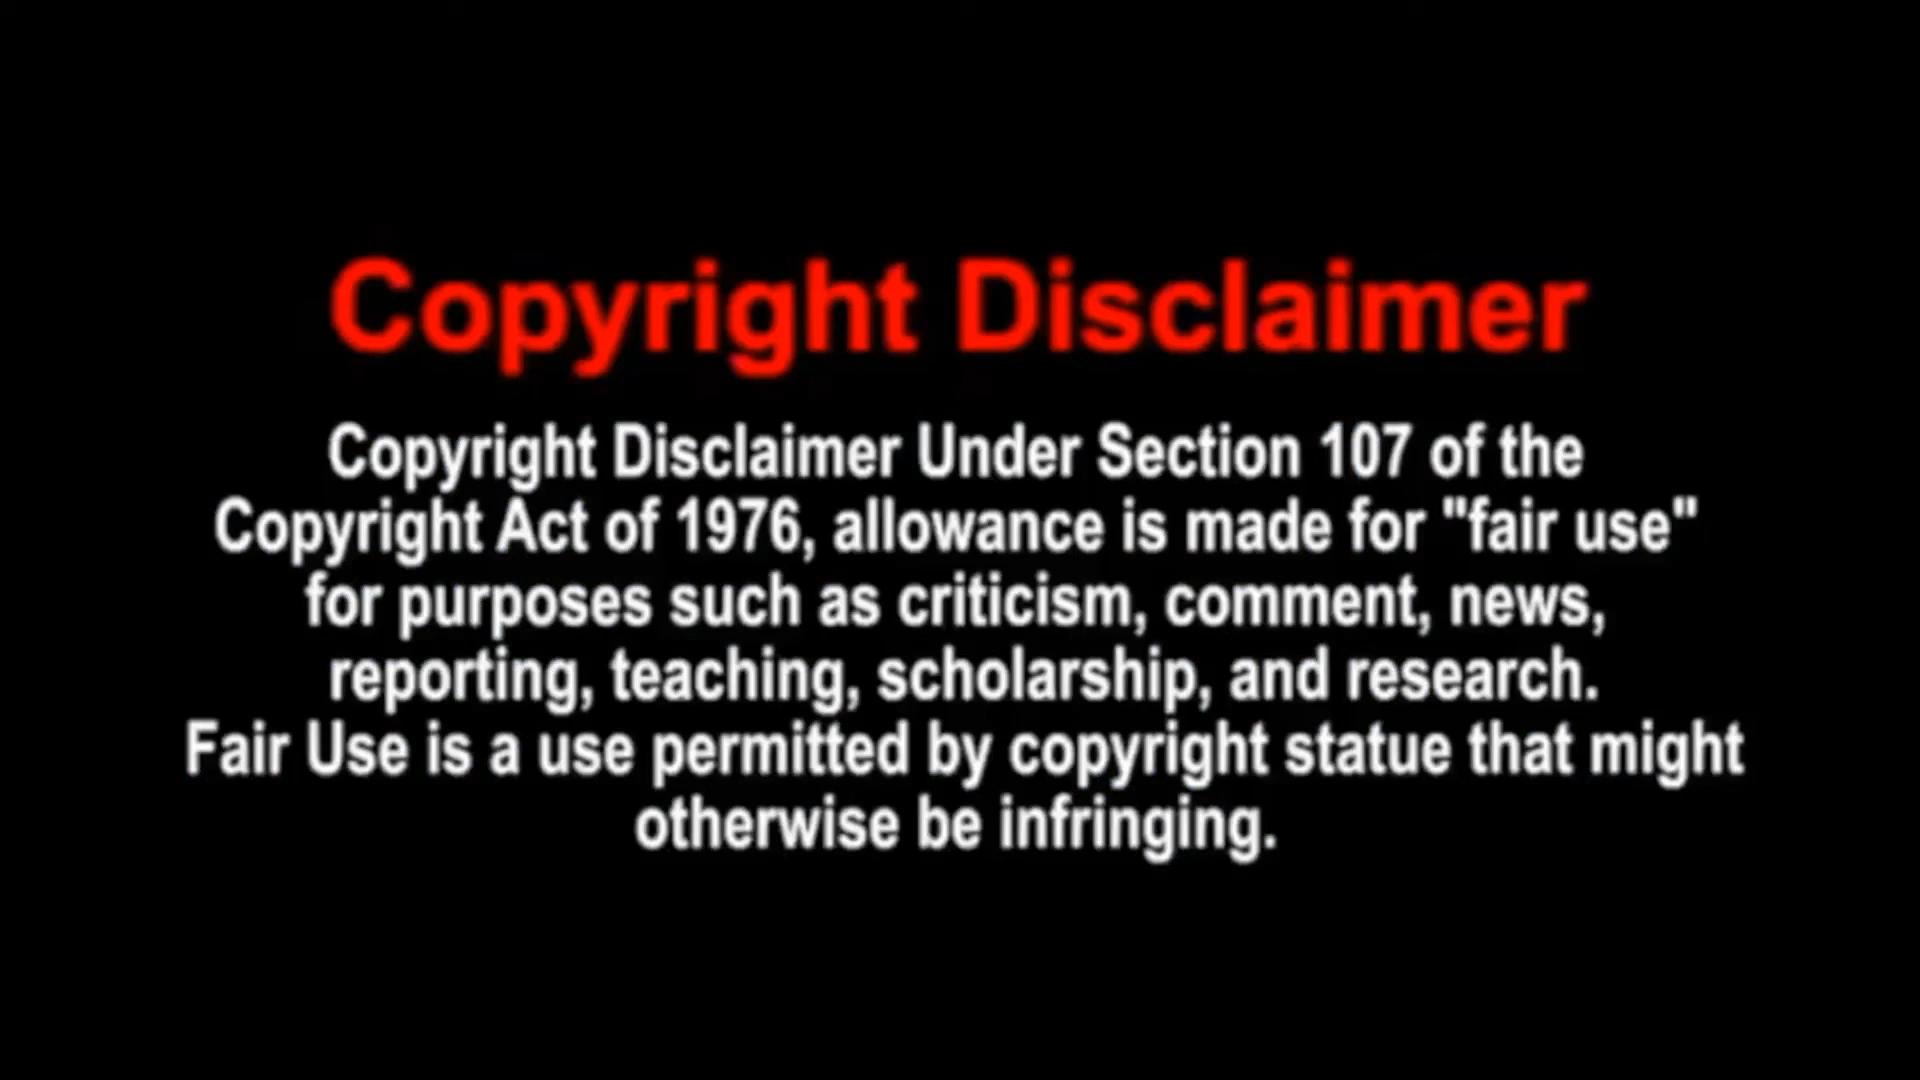 Copyright Disclaimer
Copyright Disclaimer Under Section 107 of the
Copyright Act of 1976, allowance is made for "fair use"
for purposes such as criticism, comment, news,
reporting, teaching, scholarship, and research.
Fair Use is a use permitted by copyright statue that might
otherwise be infringing.